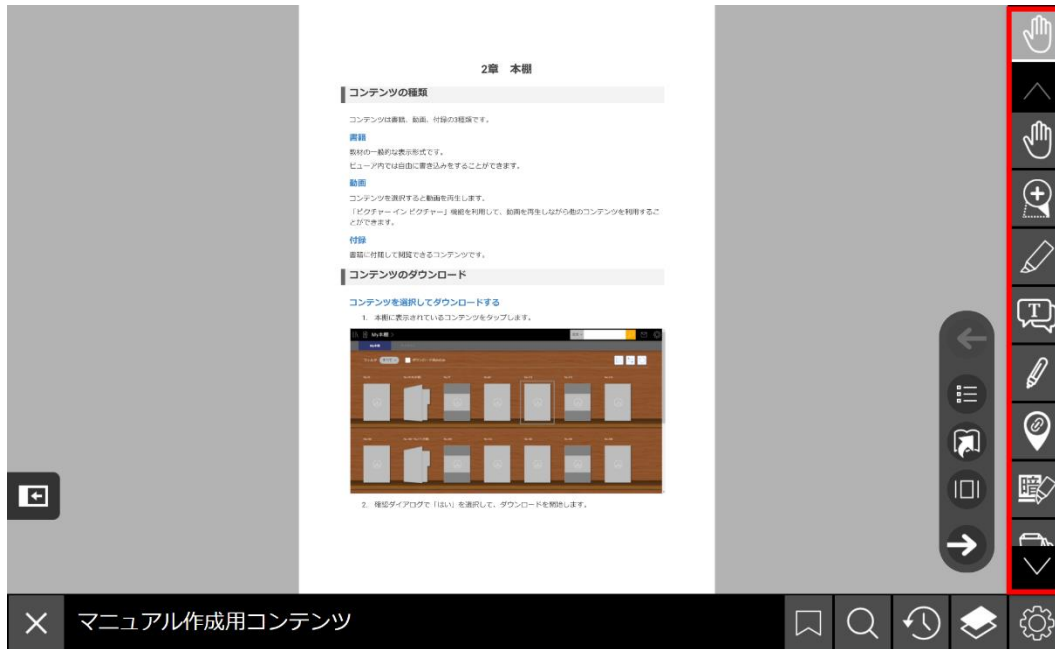 2章 本棚
コンテンツの種類
コンテンツは書籍、動画、付録の3種類です。
書籍
教材の一般的な表示形式です。
ビューア内では自由に書き込みをすることができます。
動画
コンテンツを選択すると動画を再生します。
「ピクチャー イン ピクチャー」機能を利用して、動画を再生しながら他のコンテンツを利用するこ
とができます。
付録
書籍に付随して閲覧できるコンテンツです。
コンテンツのダウンロード
コンテンツを選択してダウンロードする
1. 本棚に表示されているコンテンツをタップします。
My本棚
2. 確認ダイアログで「はい」を選択して、ダウンロードを開始します。
T
暗
マニュアル作成用コンテンツ